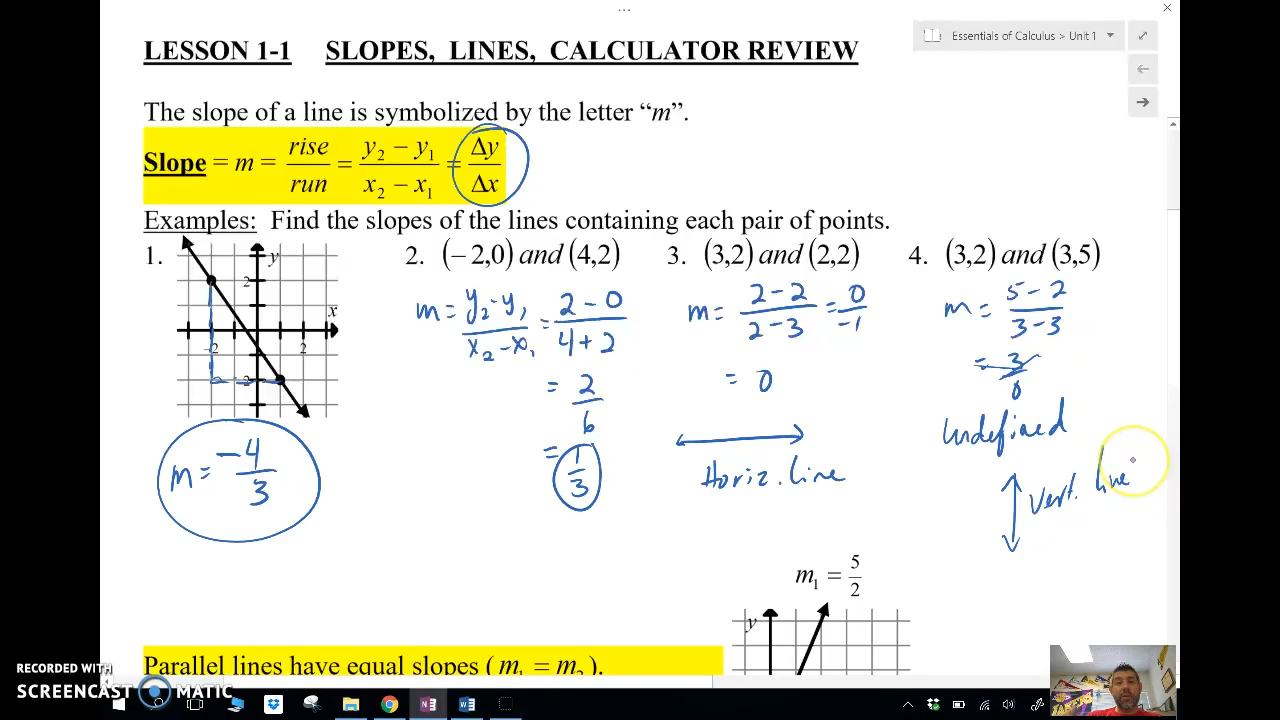 Essentials of Calculus > Unit 1
LESSON 1-1 SLOPES, LINES, CALCULATOR REVIEW
The slope of a line is symbolized by the letter “m”.
Slope = m = rise/run = (y₂ − y₁)/(x₂ − x₁) = Δy/Δx
Examples: Find the slopes of the lines containing each pair of points.
1.
y
x
2
-2
2
-2
m = -4/3
2. (−2,0) and (4,2)
m = (y₂ - y₁)/(x₂ - x₁) = (2 - 0)/(4 + 2)
= 2/6
= 1/3
3. (3,2) and (2,2)
m = (2 - 2)/(2 - 3) = 0/-1
= 0
Horiz. line
4. (3,2) and (3,5)
m = (5 - 2)/(3 - 3)
= 3/0
Undefined
Vert. line
m₁ = 5/2
y
Parallel lines have equal slopes (m₁ = m₂).
RECORDED WITH
SCREENCAST MATIC